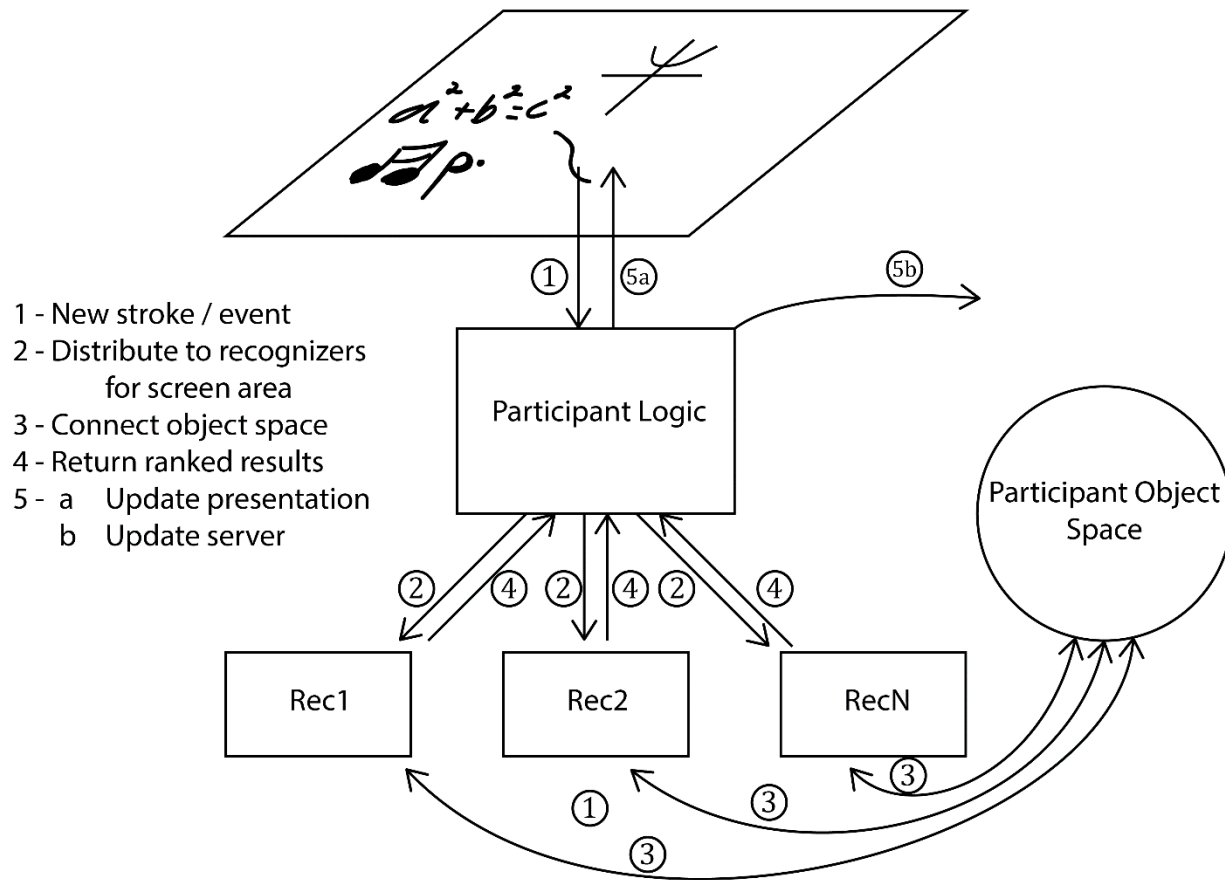 a²+b²=c²
p.
1
5a
5b
1 - New stroke / event
2 - Distribute to recognizers
for screen area
3 - Connect object space
4 - Return ranked results
5 - a Update presentation
b Update server
Participant Logic
Participant Object
Space
2 4 2 4 2 4
Rec1
Rec2
RecN
3
1
3
3